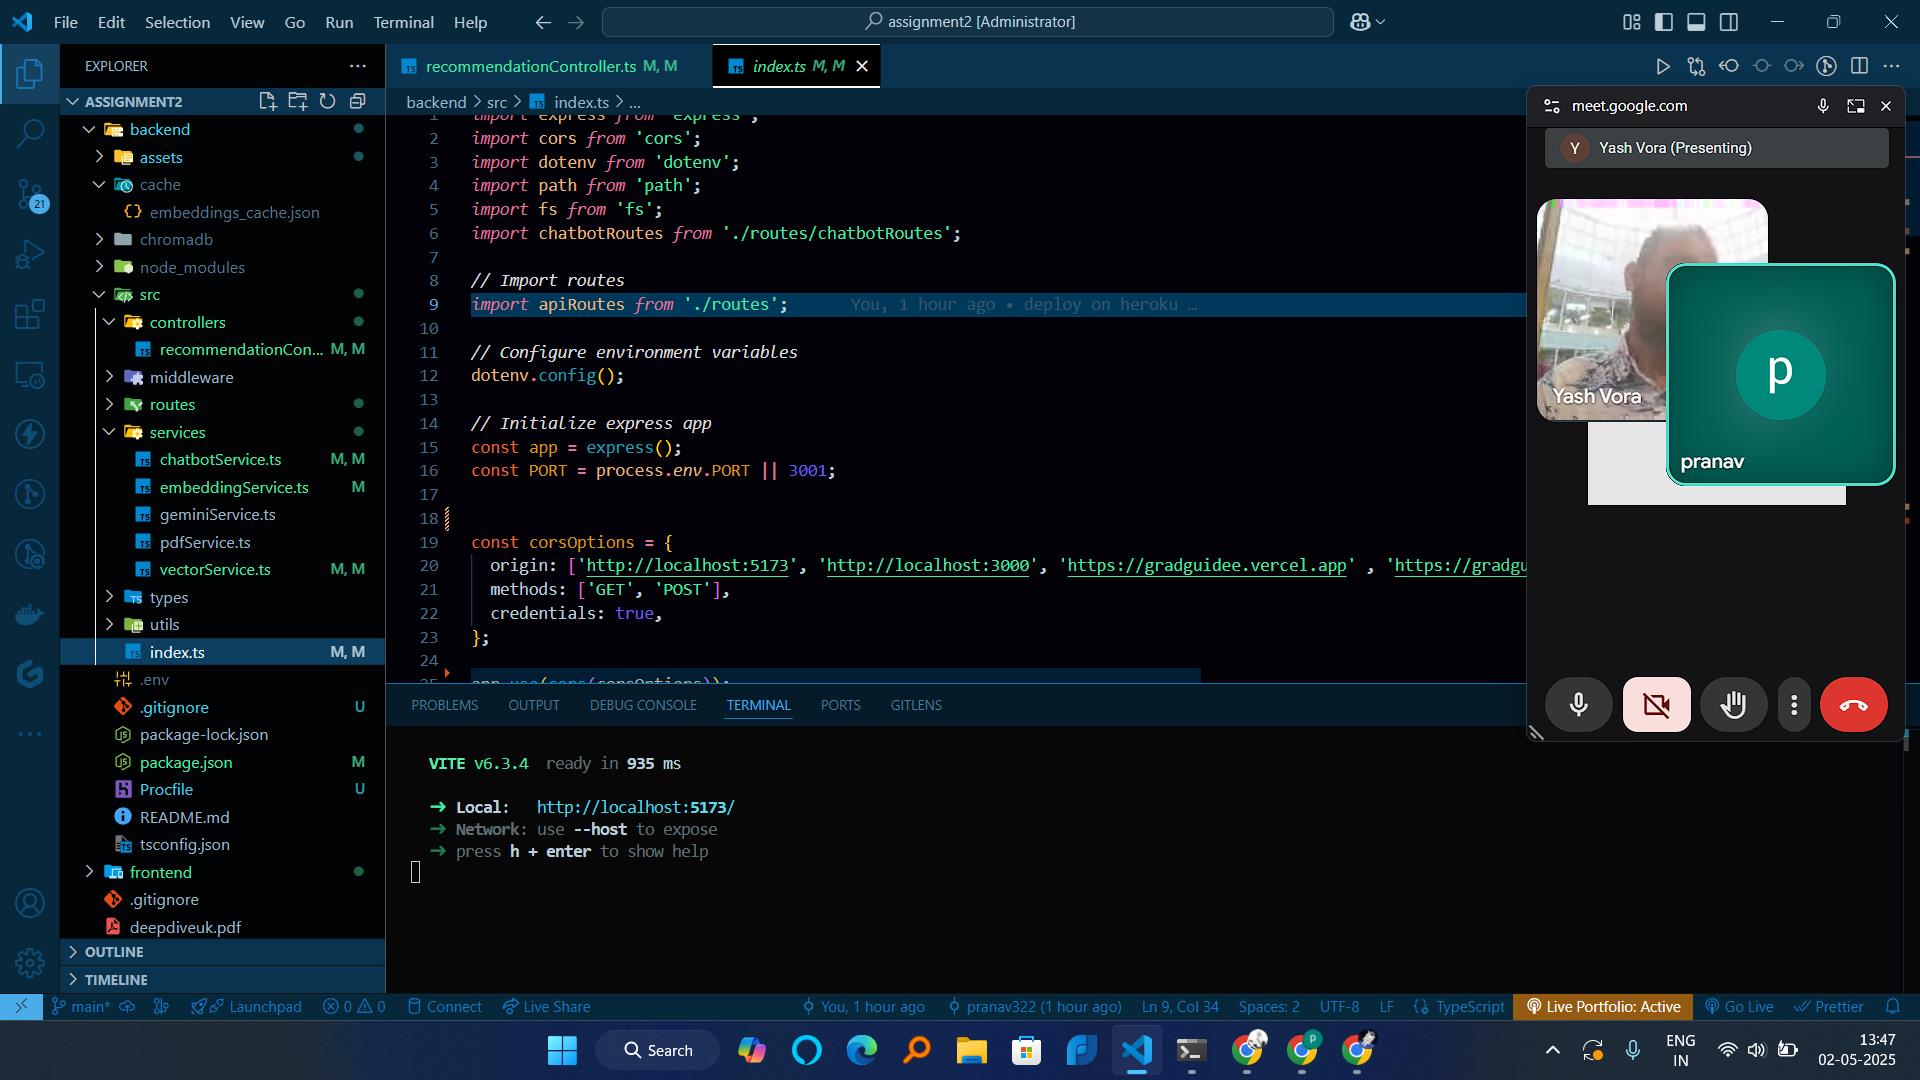 File Edit Selection View Go Run Terminal Help
assignment2 [Administrator]
EXPLORER
ASSIGNMENT2
backend
assets
cache
embeddings_cache.json
chromadb
node_modules
src
controllers
recommendationCon... M, M
middleware
routes
services
chatbotService.ts M, M
embeddingService.ts M
geminiService.ts
pdfService.ts
vectorService.ts M, M
types
utils
index.ts M, M
.env
.gitignore U
package-lock.json
package.json M
Procfile U
README.md
tsconfig.json
frontend
.gitignore
deepdiveuk.pdf
OUTLINE
TIMELINE
21
recommendationController.ts M, M
index.ts M, M
backend > src > index.ts > ...
1 import express from 'express';
2 import cors from 'cors';
3 import dotenv from 'dotenv';
4 import path from 'path';
5 import fs from 'fs';
6 import chatbotRoutes from './routes/chatbotRoutes';
7
8 // Import routes
9 import apiRoutes from './routes'; You, 1 hour ago • deploy on heroku …
10
11 // Configure environment variables
12 dotenv.config();
13
14 // Initialize express app
15 const app = express();
16 const PORT = process.env.PORT || 3001;
17
18
19 const corsOptions = {
20 origin: ['http://localhost:5173', 'http://localhost:3000', 'https://gradguidee.vercel.app' , 'https://gradgu
21 methods: ['GET', 'POST'],
22 credentials: true,
23 };
24
25 app.use(cors(corsOptions));
PROBLEMS OUTPUT DEBUG CONSOLE TERMINAL PORTS GITLENS
VITE v6.3.4 ready in 935 ms
➜ Local: http://localhost:5173/
➜ Network: use --host to expose
➜ press h + enter to show help
meet.google.com
Y Yash Vora (Presenting)
Yash Vora
p
pranav
main* Launchpad 0 0 Connect Live Share You, 1 hour ago pranav322 (1 hour ago) Ln 9, Col 34 Spaces: 2 UTF-8 LF {} TypeScript Live Portfolio: Active Go Live Prettier
Search
ENG
IN
13:47
02-05-2025